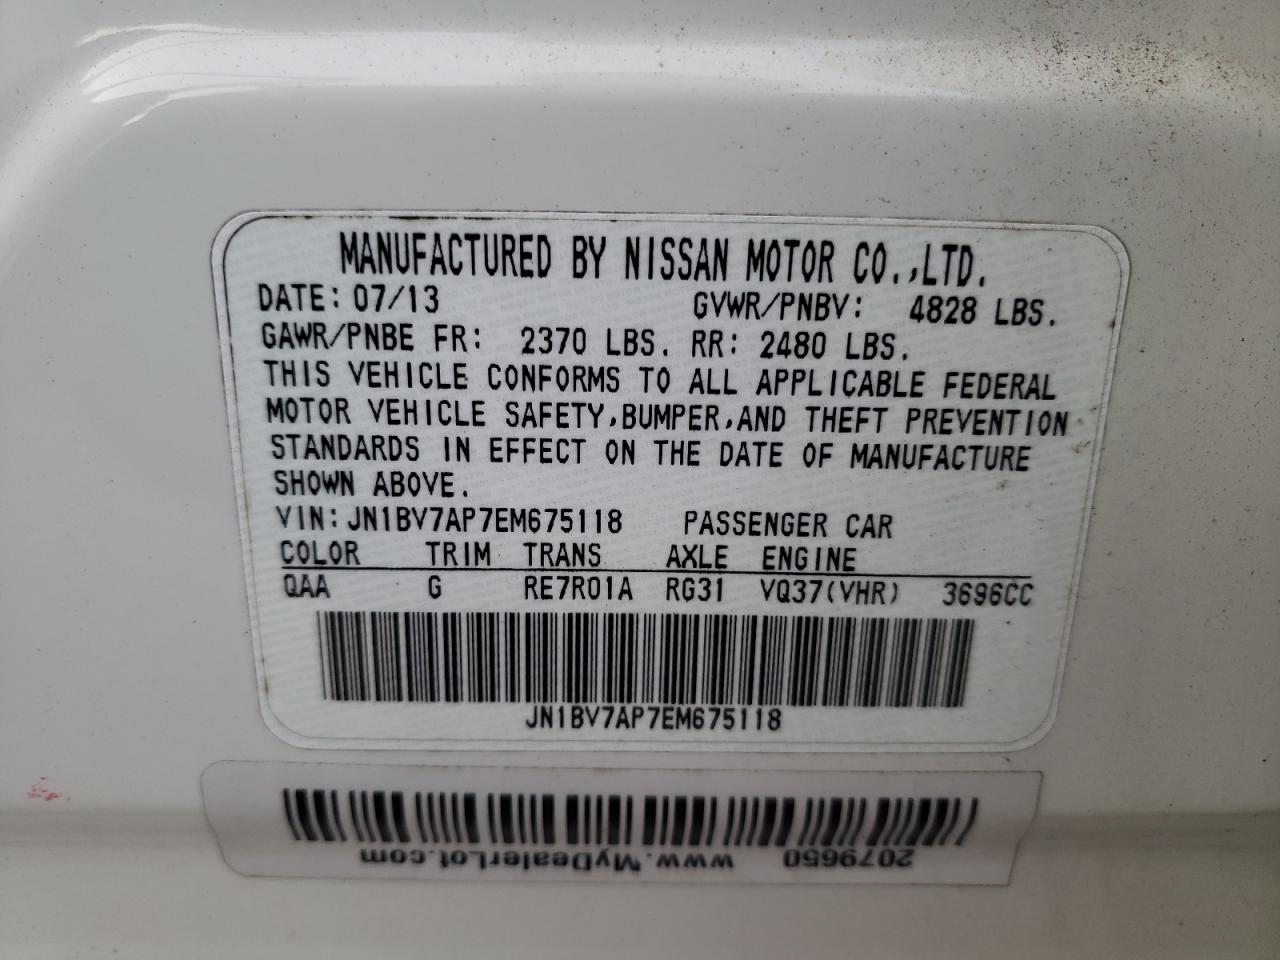 MANUFACTURED BY NISSAN MOTOR CO.,LTD.
DATE: 07/13 GVWR/PNBV: 4828 LBS.
GAWR/PNBE FR: 2370 LBS. RR: 2480 LBS.
THIS VEHICLE CONFORMS TO ALL APPLICABLE FEDERAL
MOTOR VEHICLE SAFETY,BUMPER,AND THEFT PREVENTION
STANDARDS IN EFFECT ON THE DATE OF MANUFACTURE
SHOWN ABOVE.
VIN: JN1BV7AP7EM675118 PASSENGER CAR
COLOR TRIM TRANS AXLE ENGINE
QAA G RE7R01A RG31 VQ37(VHR) 3696CC
JN1BV7AP7EM675118
2079650 www.MyDealerLot.com